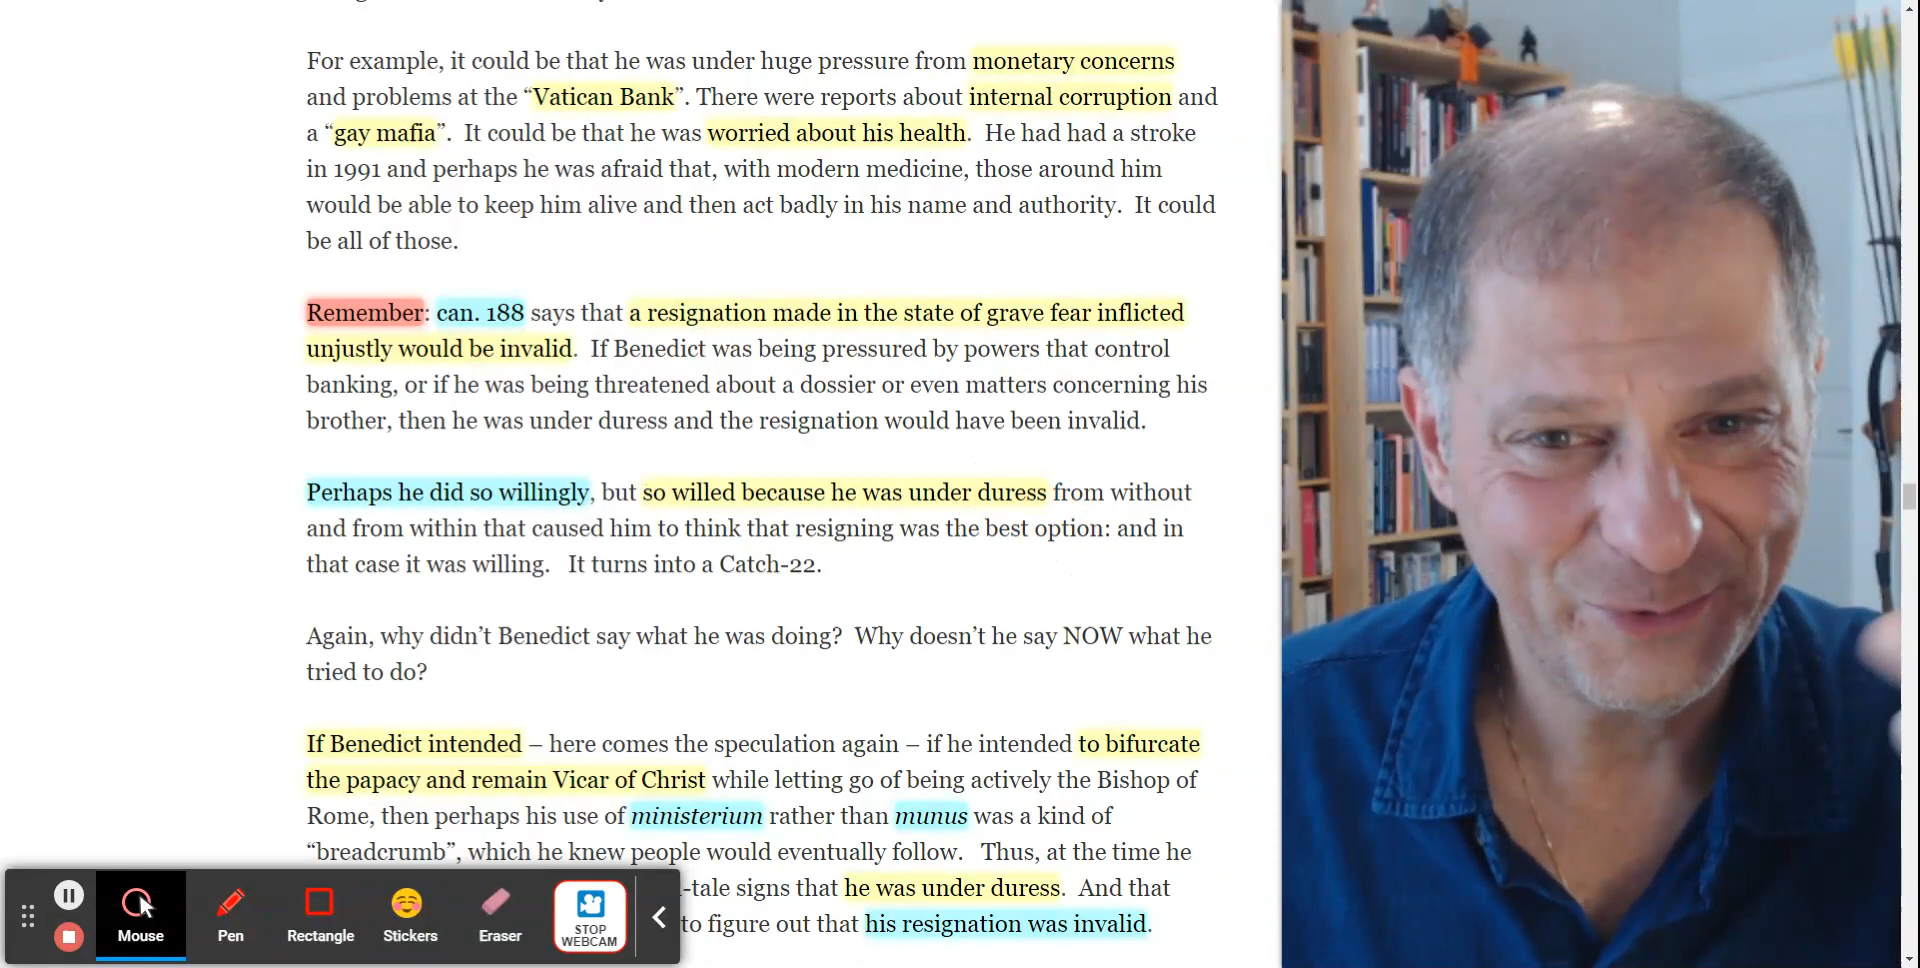 For example, it could be that he was under huge pressure from monetary concerns
and problems at the “Vatican Bank”. There were reports about internal corruption and
a “gay mafia”. It could be that he was worried about his health. He had had a stroke
in 1991 and perhaps he was afraid that, with modern medicine, those around him
would be able to keep him alive and then act badly in his name and authority. It could
be all of those.
Remember: can. 188 says that a resignation made in the state of grave fear inflicted
unjustly would be invalid. If Benedict was being pressured by powers that control
banking, or if he was being threatened about a dossier or even matters concerning his
brother, then he was under duress and the resignation would have been invalid.
Perhaps he did so willingly, but so willed because he was under duress from without
and from within that caused him to think that resigning was the best option: and in
that case it was willing. It turns into a Catch-22.
Again, why didn’t Benedict say what he was doing? Why doesn’t he say NOW what he
tried to do?
If Benedict intended – here comes the speculation again – if he intended to bifurcate
the papacy and remain Vicar of Christ while letting go of being actively the Bishop of
Rome, then perhaps his use of ministerium rather than munus was a kind of
“breadcrumb”, which he knew people would eventually follow. Thus, at the time he
-tale signs that he was under duress. And that
to figure out that his resignation was invalid.
Mouse
Pen
Rectangle
Stickers
Eraser
STOP
WEBCAM